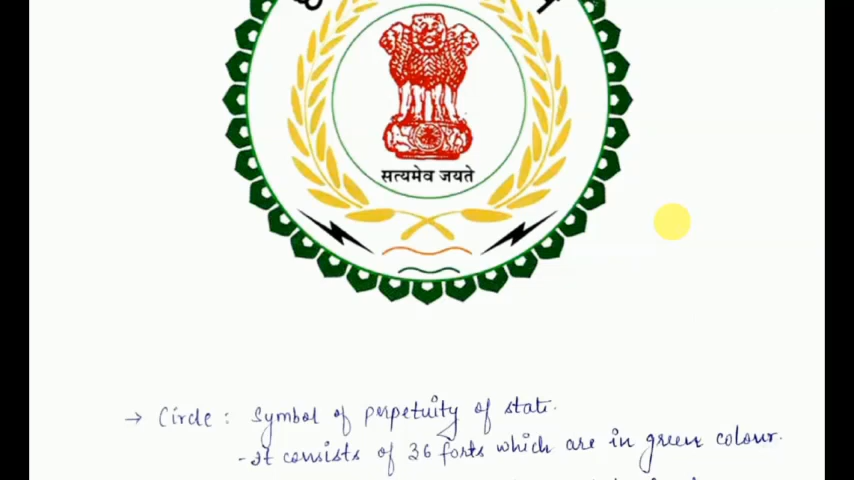 सत्यमेव जयते
→ Circle : Symbol of perpetuity of state.
- It consists of 36 forts which are in green colour.